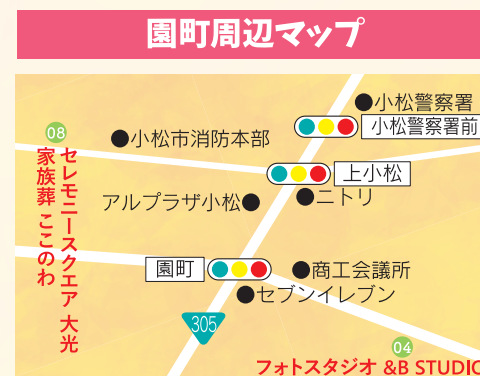 園町周辺マップ
小松警察署
小松警察署前
08
小松市消防本部
上小松
セレモニースクエア 大光
家族葬 ここのわ
アルプラザ小松
ニトリ
園町
商工会議所
セブンイレブン
305
04
フォトスタジオ &B STUDIO